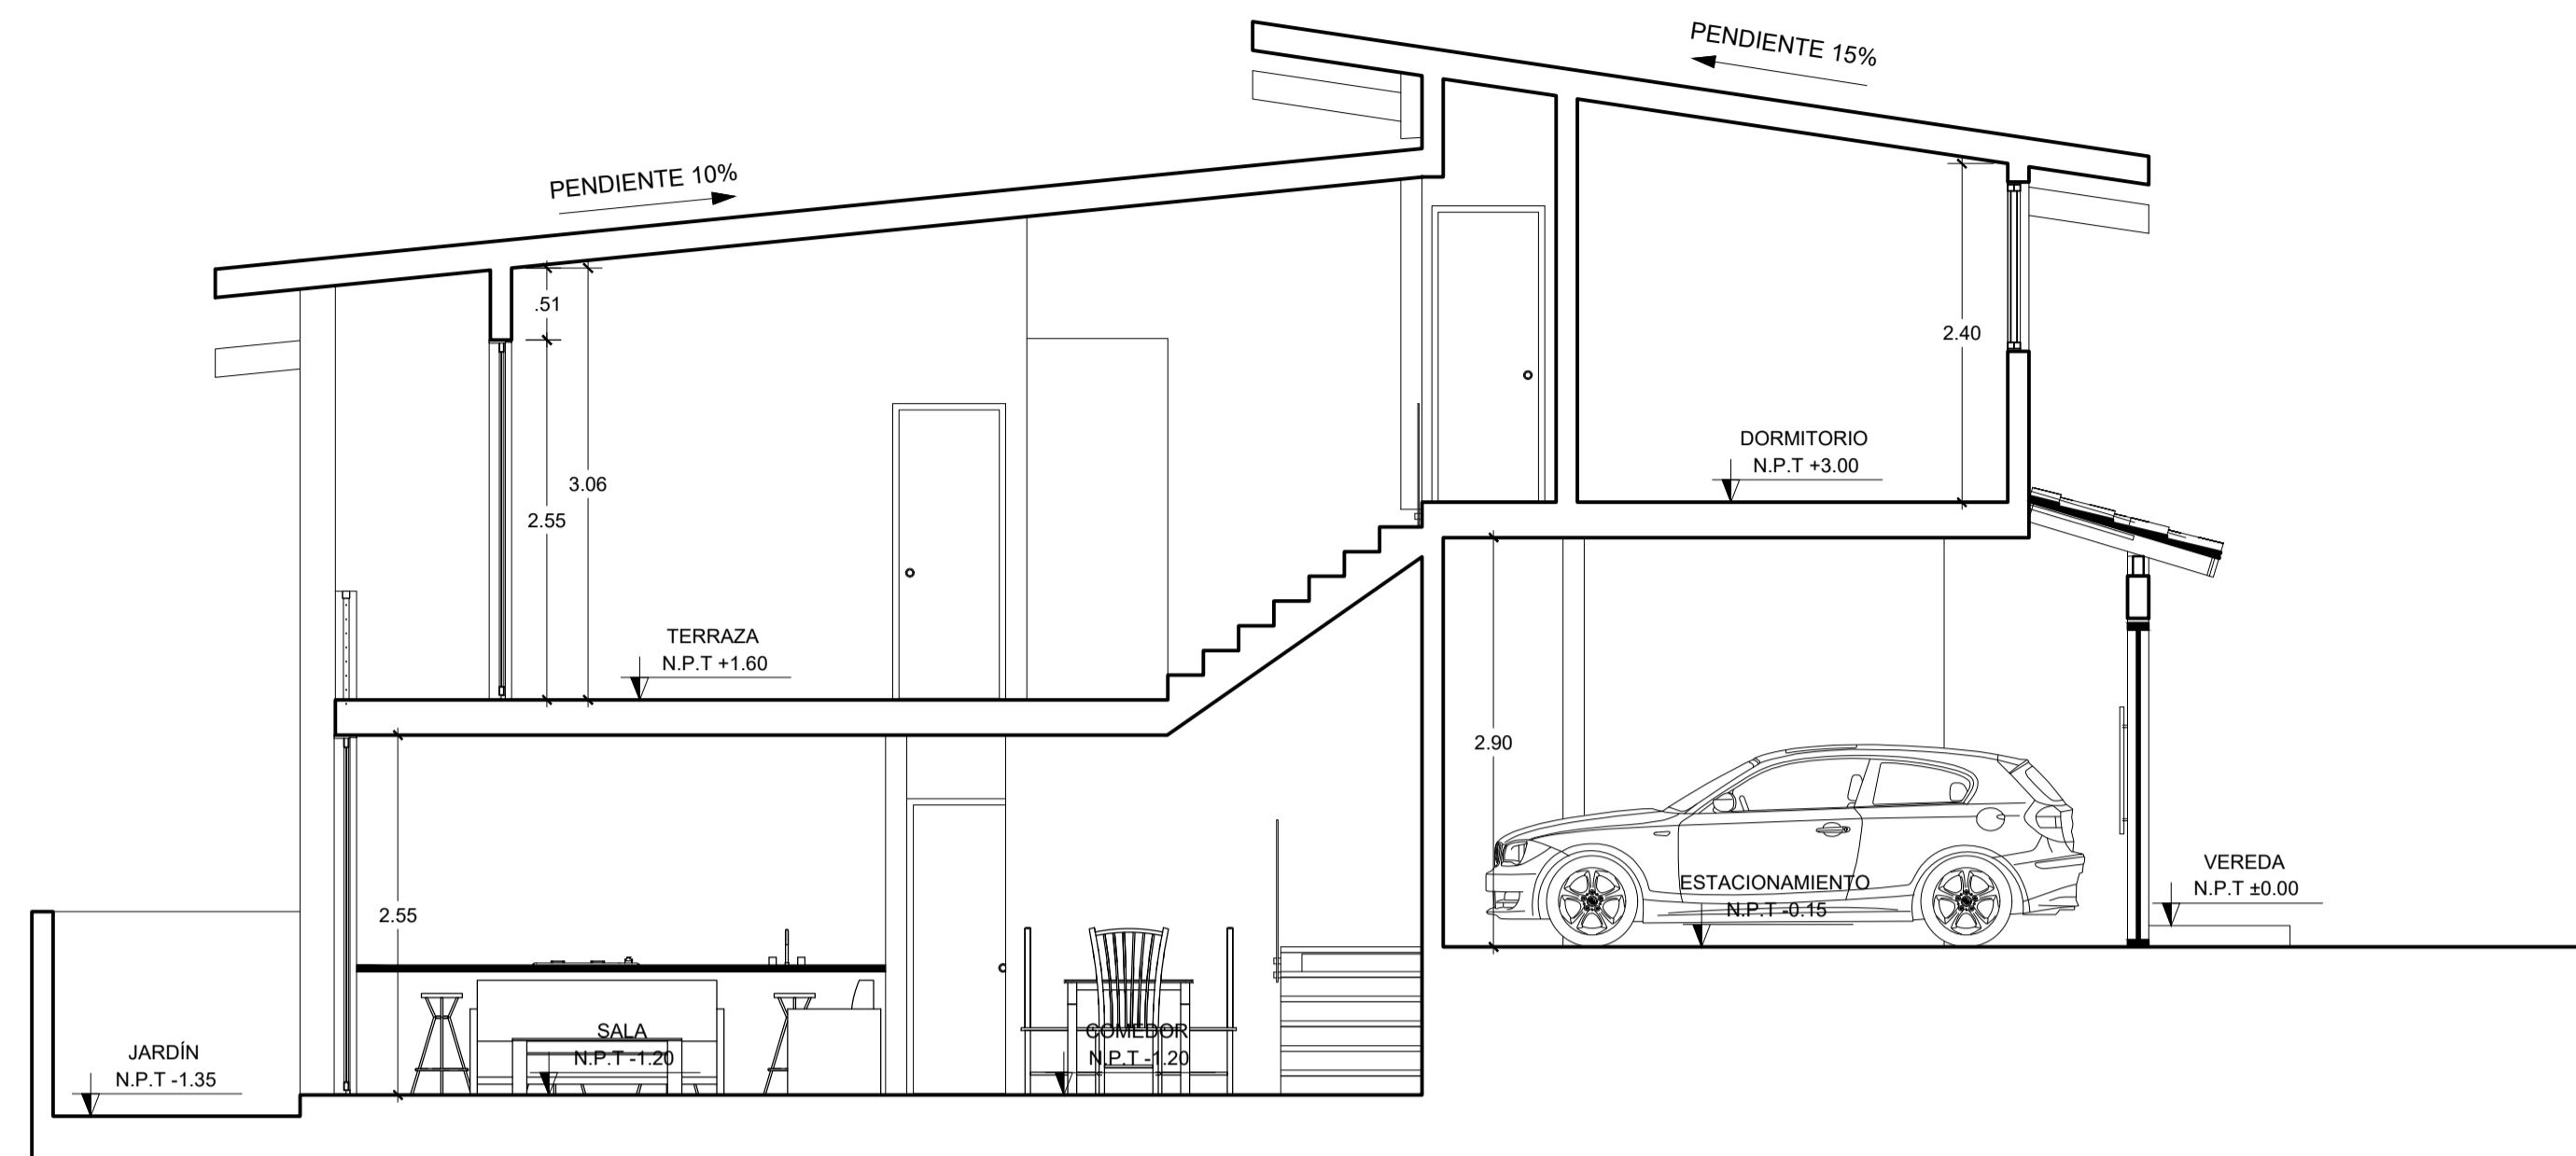 PENDIENTE 15%
PENDIENTE 10%
.51
3.06
2.55
2.40
DORMITORIO
N.P.T +3.00
TERRAZA
N.P.T +1.60
2.90
2.55
ESTACIONAMIENTO
N.P.T -0.15
VEREDA
N.P.T ±0.00
SALA
N.P.T -1.20
COMEDOR
N.P.T -1.20
JARDÍN
N.P.T -1.35